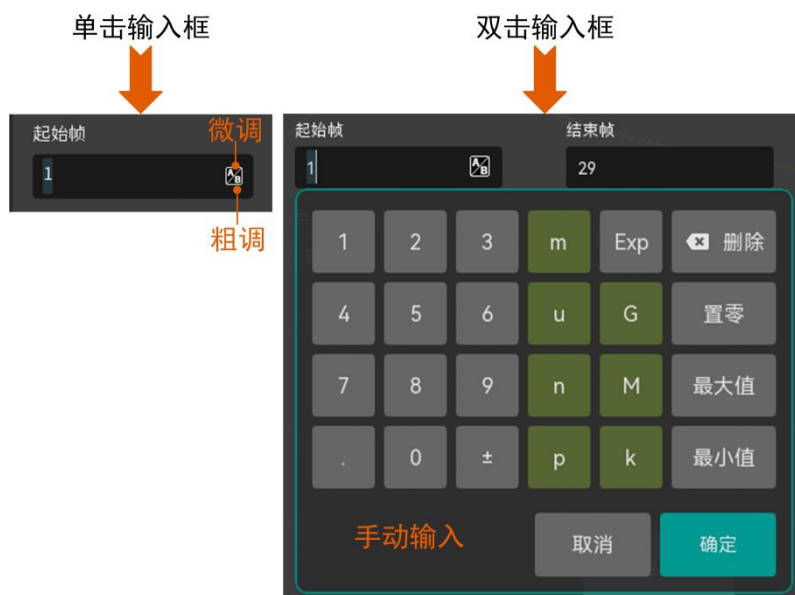 单击输入框
双击输入框
起始帧
微调
1
A/B
粗调
起始帧
结束帧
1
A/B
29
1 2 3 m Exp 删除
4 5 6 u G 置零
7 8 9 n M 最大值
. 0 ± p k 最小值
手动输入
取消
确定